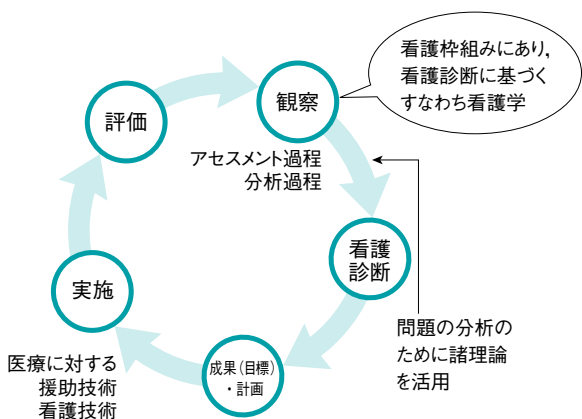 看護枠組みにあり,
看護診断に基づく
すなわち看護学
観察
評価
アセスメント過程
分析過程
看護
診断
実施
問題の分析の
ために諸理論
を活用
医療に対する
援助技術
看護技術
成果(目標)
・計画